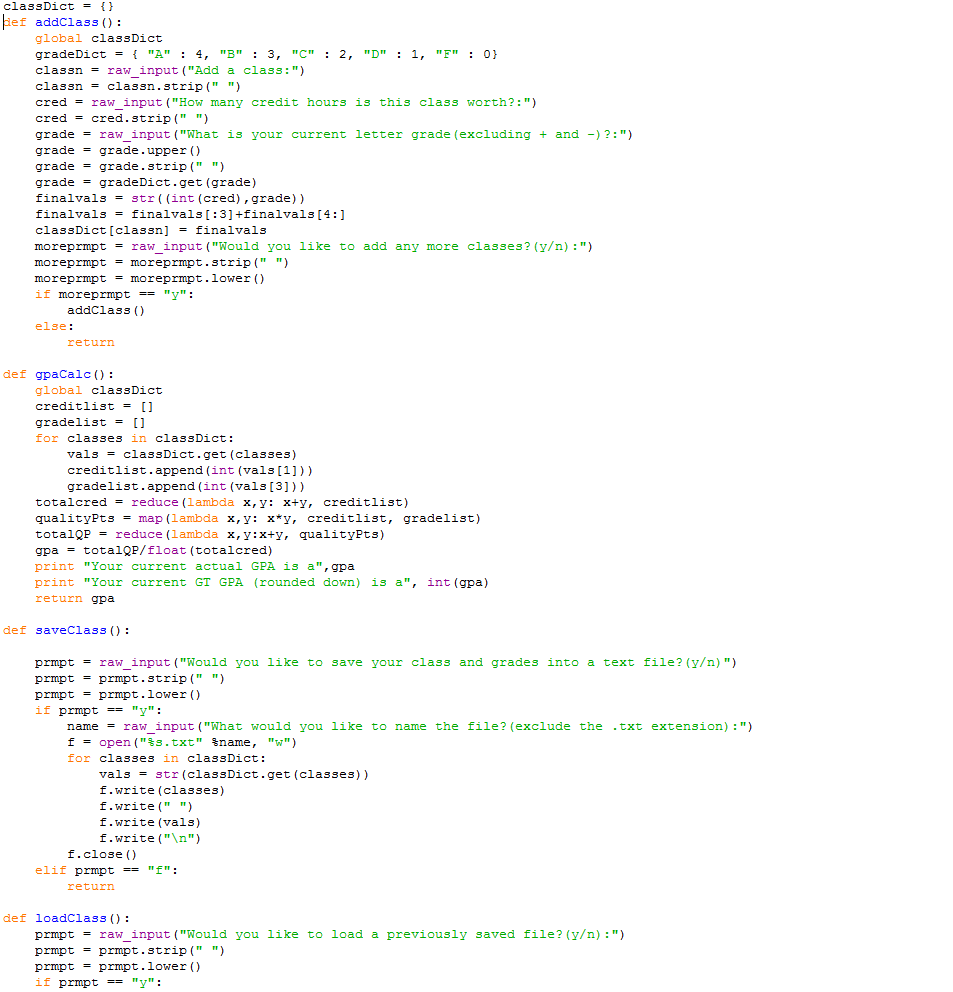 classDict = {}
def addClass():
    global classDict
    gradeDict = { "A" : 4, "B" : 3, "C" : 2, "D" : 1, "F" : 0}
    classn = raw_input("Add a class:")
    classn = classn.strip(" ")
    cred = raw_input("How many credit hours is this class worth?:")
    cred = cred.strip(" ")
    grade = raw_input("What is your current letter grade(excluding + and -)?:")
    grade = grade.upper()
    grade = grade.strip(" ")
    grade = gradeDict.get(grade)
    finalvals = str((int(cred),grade))
    finalvals = finalvals[:3]+finalvals[4:]
    classDict[classn] = finalvals
    moreprmpt = raw_input("Would you like to add any more classes?(y/n):")
    moreprmpt = moreprmpt.strip(" ")
    moreprmpt = moreprmpt.lower()
    if moreprmpt == "y":
        addClass()
    else:
        return

def gpaCalc():
    global classDict
    creditlist = []
    gradelist = []
    for classes in classDict:
        vals = classDict.get(classes)
        creditlist.append(int(vals[1]))
        gradelist.append(int(vals[3]))
    totalcred = reduce(lambda x,y: x+y, creditlist)
    qualityPts = map(lambda x,y: x*y, creditlist, gradelist)
    totalQP = reduce(lambda x,y:x+y, qualityPts)
    gpa = totalQP/float(totalcred)
    print "Your current actual GPA is a",gpa
    print "Your current GT GPA (rounded down) is a", int(gpa)
    return gpa

def saveClass():

    prmpt = raw_input("Would you like to save your class and grades into a text file?(y/n)")
    prmpt = prmpt.strip(" ")
    prmpt = prmpt.lower()
    if prmpt == "y":
        name = raw_input("What would you like to name the file?(exclude the .txt extension):")
        f = open("%s.txt" %name, "w")
        for classes in classDict:
            vals = str(classDict.get(classes))
            f.write(classes)
            f.write(" ")
            f.write(vals)
            f.write("\n")
        f.close()
    elif prmpt == "f":
        return

def loadClass():
    prmpt = raw_input("Would you like to load a previously saved file?(y/n):")
    prmpt = prmpt.strip(" ")
    prmpt = prmpt.lower()
    if prmpt == "y":